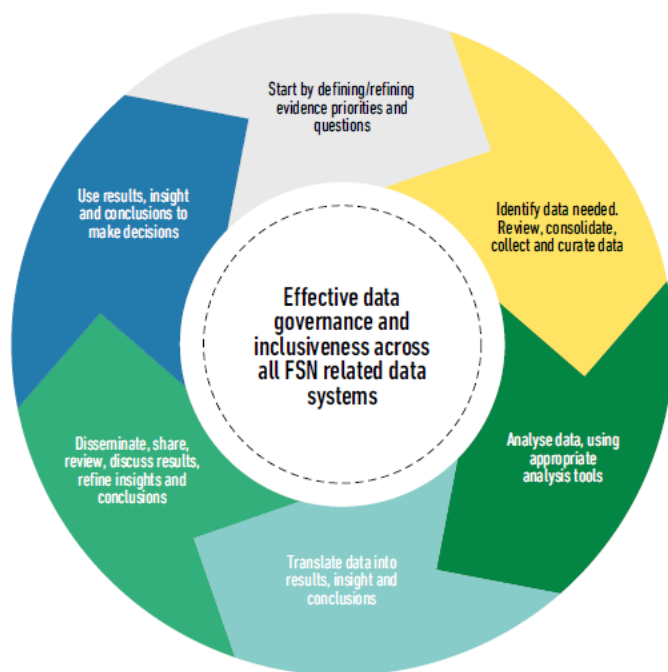 Start by defining/refining
evidence priorities and
questions
Identify data needed.
Review, consolidate,
collect and curate data
Analyse data, using
appropriate
analysis tools
Translate data into
results, insight and
conclusions
Disseminate, share,
review, discuss results,
refine insights and
conclusions
Use results, insight
and conclusions to
make decisions
Effective data
governance and
inclusiveness across
all FSN related data
systems